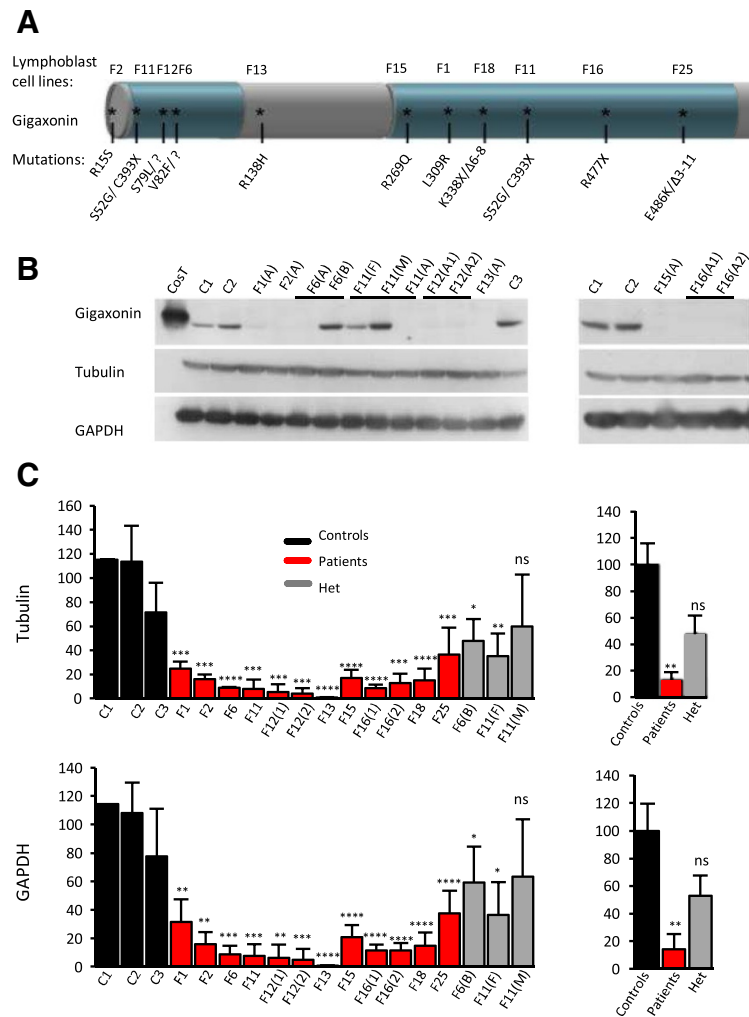 A
Lymphoblast
cell lines:
F2 F11 F12 F6 F13 F15 F1 F18 F11 F16 F25
Gigaxonin
* * * * * * * * * * *
Mutations:
R15S
S52G/ C393X
S79L/ ?
V82F/ ?
R138H
R269Q
L309R
K338X/Δ6-8
S52G/ C393X
R477X
E486K/Δ3-11
B
CosT C1 C2 F1(A) F2(A) F6(A) F6(B) F11(F) F11(M) F11(A) F12(A1) F12(A2) F13(A) C3
C1 C2 F15(A) F16(A1) F16(A2)
Gigaxonin
Tubulin
GAPDH
C
Tubulin
160
140
120
100
80
60
40
20
0
Controls
Patients
Het
*** *** **** *** *** *** **** **** **** *** **** *** * ** ns
C1 C2 C3 F1 F2 F6 F11 F12(1) F12(2) F13 F15 F16(1) F16(2) F18 F25 F6(B) F11(F) F11(M)
140
120
100
80
60
40
20
0
** ns
Controls Patients Het
GAPDH
140
120
100
80
60
40
20
0
** ** *** *** ** *** **** **** **** **** **** **** * * ns
C1 C2 C3 F1 F2 F6 F11 F12(1) F12(2) F13 F15 F16(1) F16(2) F18 F25 F6(B) F11(F) F11(M)
140
120
100
80
60
40
20
0
** ns
Controls Patients Het